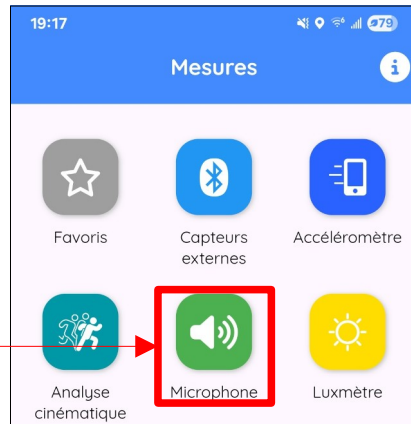 19:17
79
Mesures
i
Favoris
Capteurs
externes
Accéléromètre
Analyse
cinématique
Microphone
Luxmètre